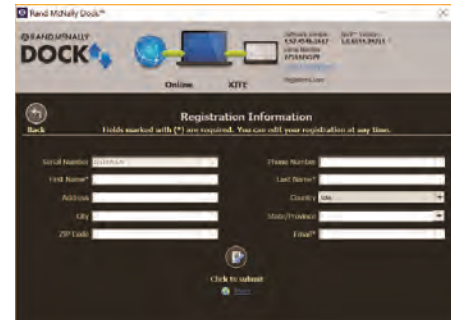 Rand McNally Dock™
RAND MCNALLY
DOCK
Online
XITE
Registration Information
Back
Fields marked with (*) are required. You can edit your registration at any time.
Serial Number
Phone Number
First Name*
Last Name*
Address
Country
USA
City
State/Province
ZIP Code
Email*
Click to submit